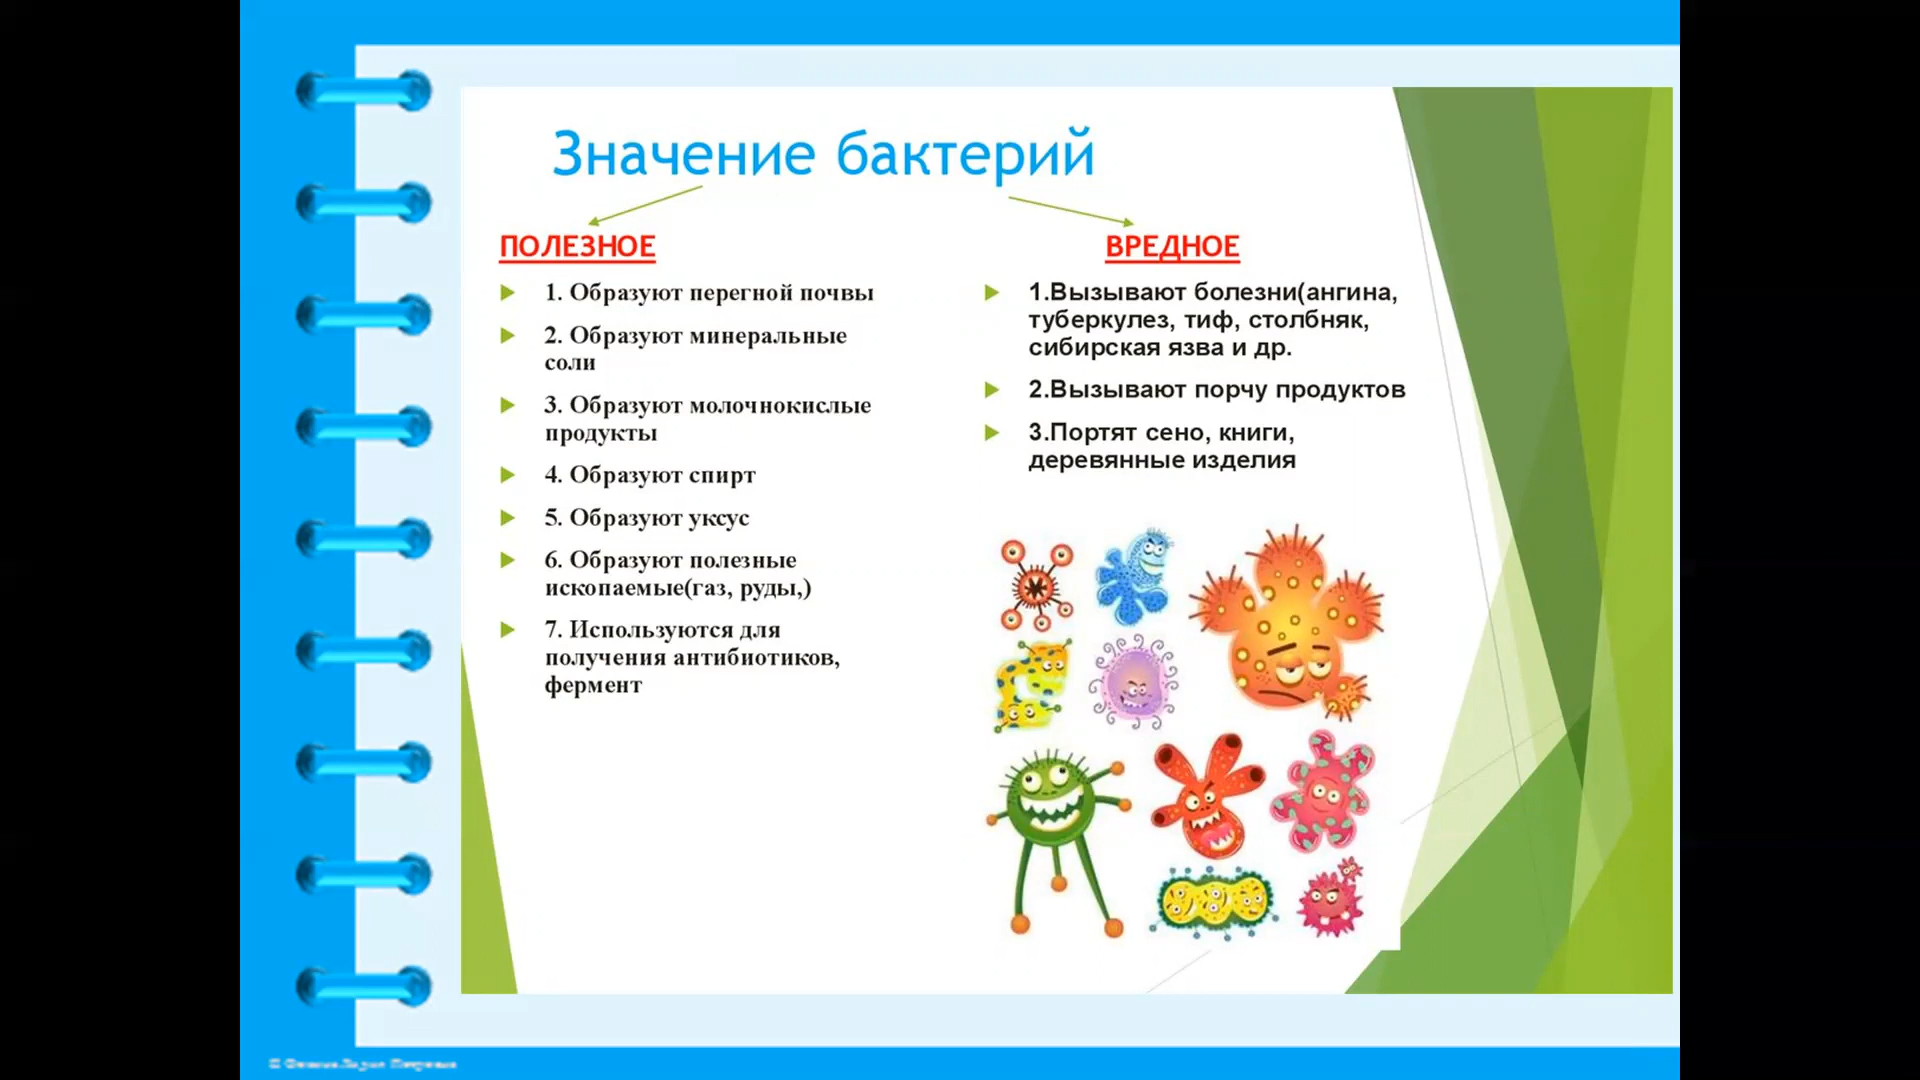 Значение бактерий
ПОЛЕЗНОЕ
1. Образуют перегной почвы
2. Образуют минеральные
соли
3. Образуют молочнокислые
продукты
4. Образуют спирт
5. Образуют уксус
6. Образуют полезные
ископаемые(газ, руды,)
7. Используются для
получения антибиотиков,
фермент
ВРЕДНОЕ
1.Вызывают болезни(ангина,
туберкулез, тиф, столбняк,
сибирская язва и др.
2.Вызывают порчу продуктов
3.Портят сено, книги,
деревянные изделия